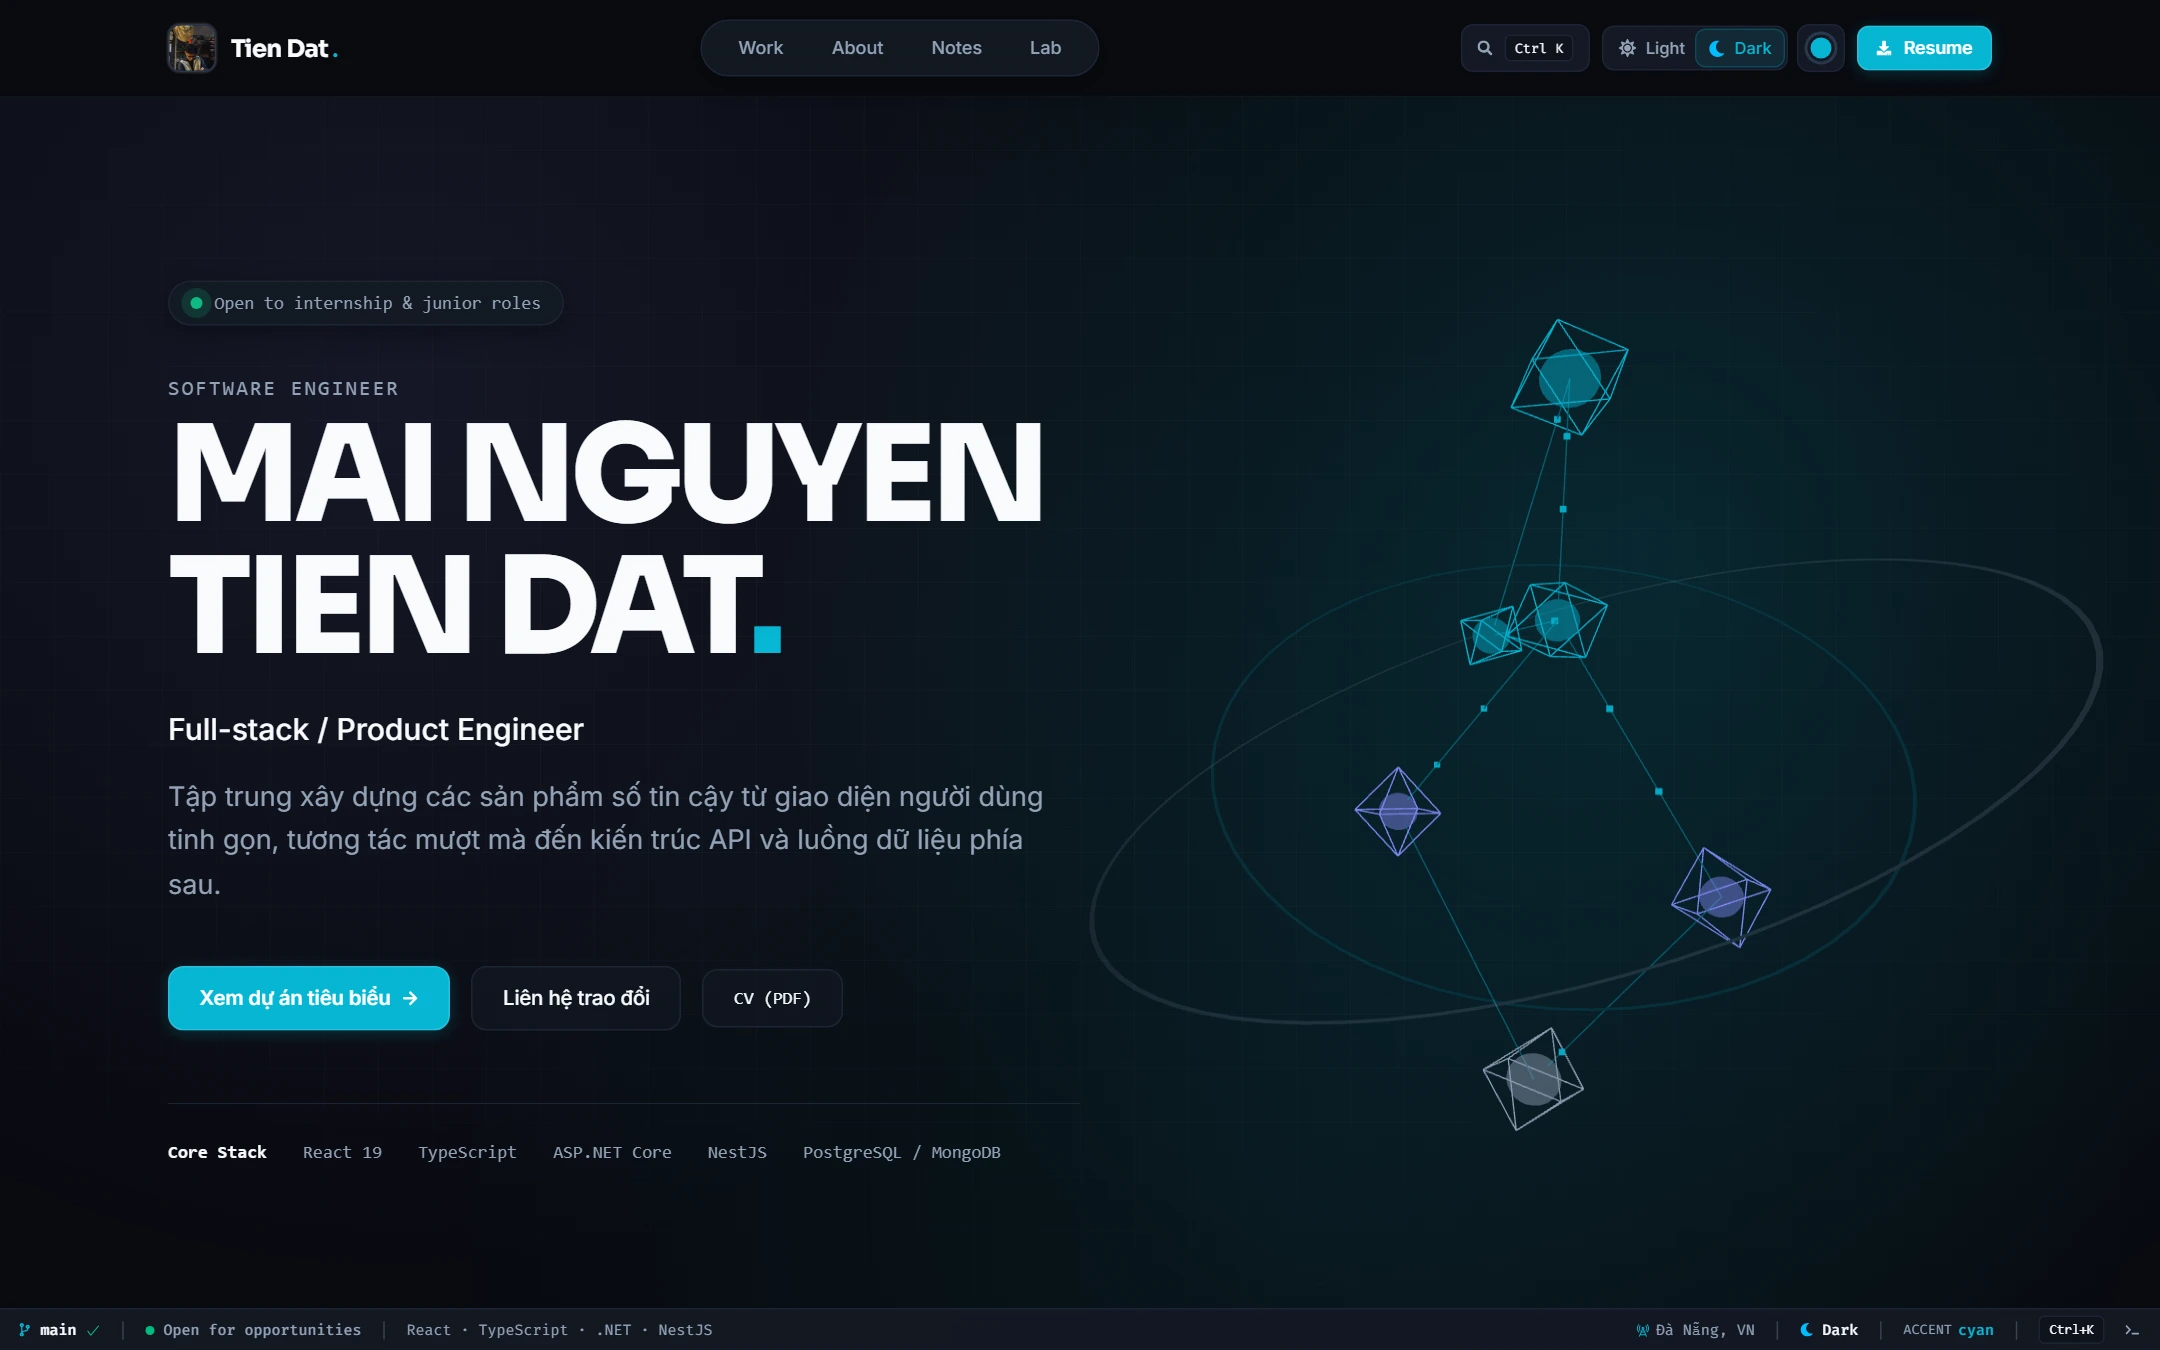 Tien Dat.
Work About Notes Lab
Ctrl K
Light Dark
Resume
Open to internship & junior roles
SOFTWARE ENGINEER
MAI NGUYEN
TIEN DAT.
Full-stack / Product Engineer
Tập trung xây dựng các sản phẩm số tin cậy từ giao diện người dùng
tinh gọn, tương tác mượt mà đến kiến trúc API và luồng dữ liệu phía
sau.
Xem dự án tiêu biểu →
Liên hệ trao đổi
CV (PDF)
Core Stack React 19 TypeScript ASP.NET Core NestJS PostgreSQL / MongoDB
main ✓ Open for opportunities React · TypeScript · .NET · NestJS
Đà Nẵng, VN Dark ACCENT cyan Ctrl+K